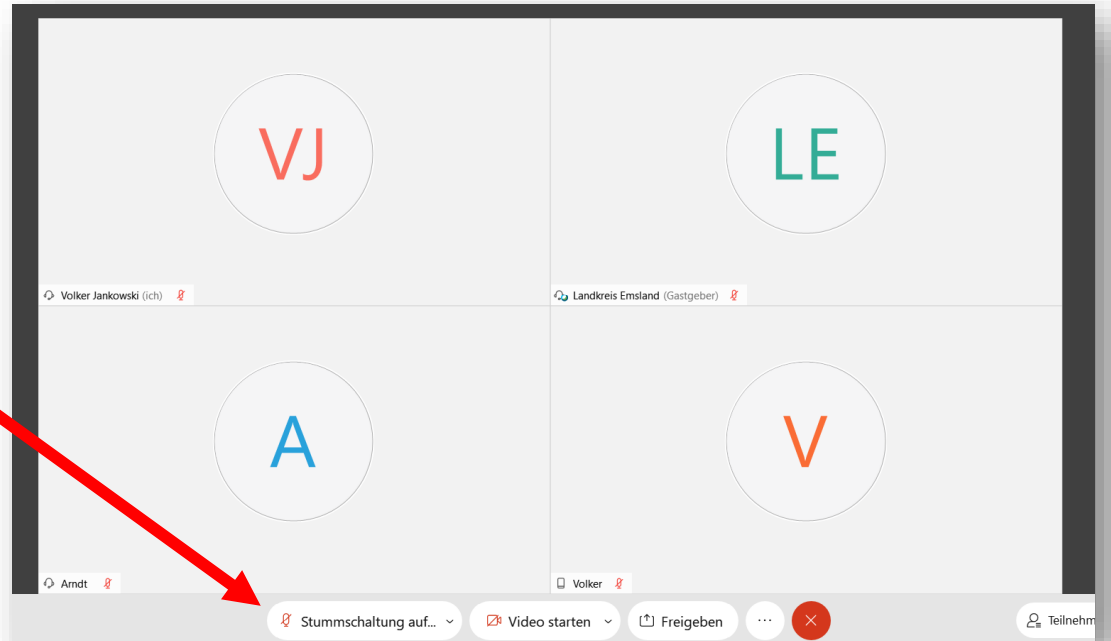 VJ
LE
Volker Jankowski (ich)
Landkreis Emsland (Gastgeber)
A
V
Arndt
Volker
Stummschaltung auf... Video starten Freigeben ... Teilnehm